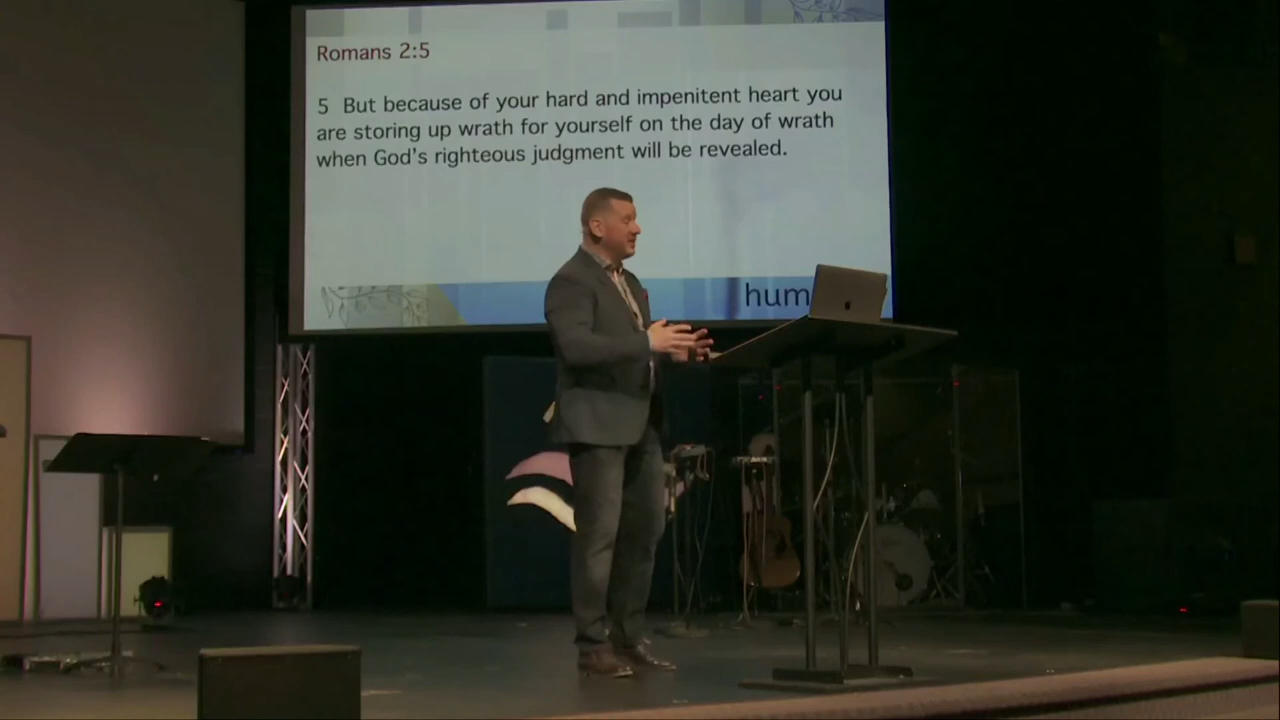 Romans 2:5
5 But because of your hard and impenitent heart you
are storing up wrath for yourself on the day of wrath
when God's righteous judgment will be revealed.
hum